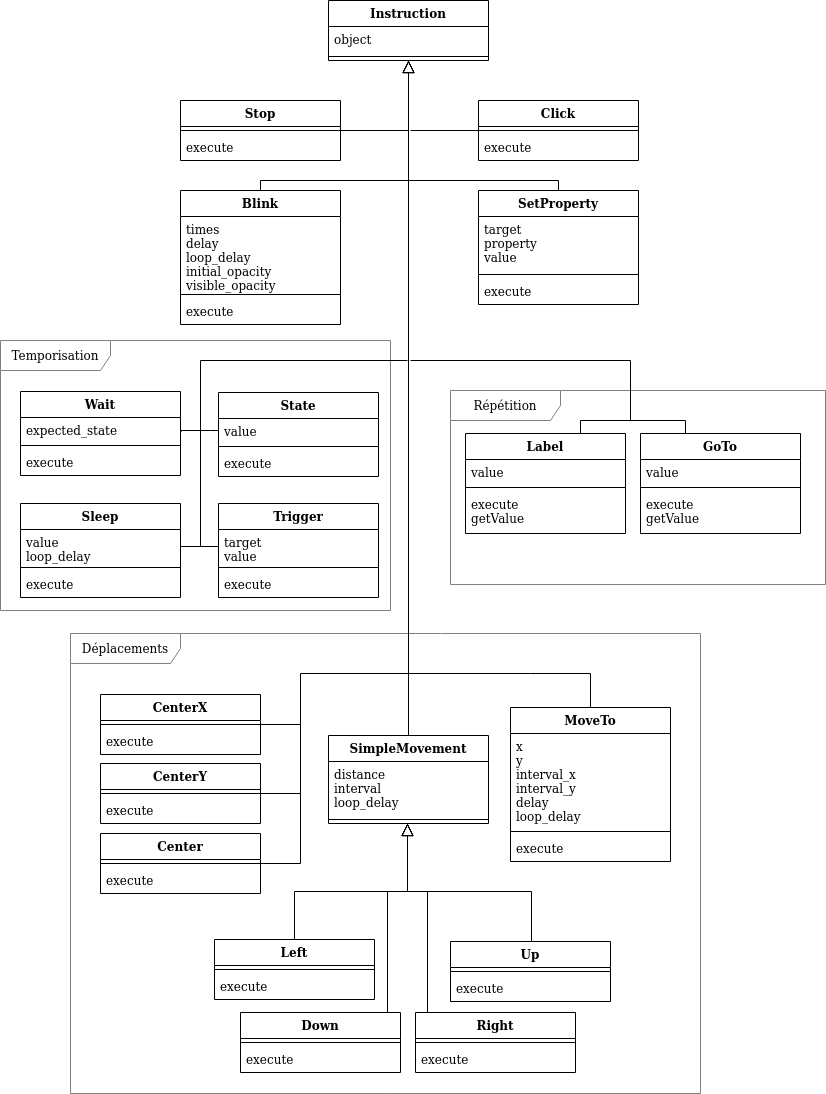 Instruction
object
Stop
execute
Click
execute
Blink
times
delay
loop_delay
initial_opacity
visible_opacity
execute
SetProperty
target
property
value
execute
Temporisation
Wait
expected_state
execute
State
value
execute
Sleep
value
loop_delay
execute
Trigger
target
value
execute
Répétition
Label
value
execute
getValue
GoTo
value
execute
getValue
Déplacements
CenterX
execute
CenterY
execute
Center
execute
SimpleMovement
distance
interval
loop_delay
MoveTo
x
y
interval_x
interval_y
delay
loop_delay
execute
Left
execute
Up
execute
Down
execute
Right
execute